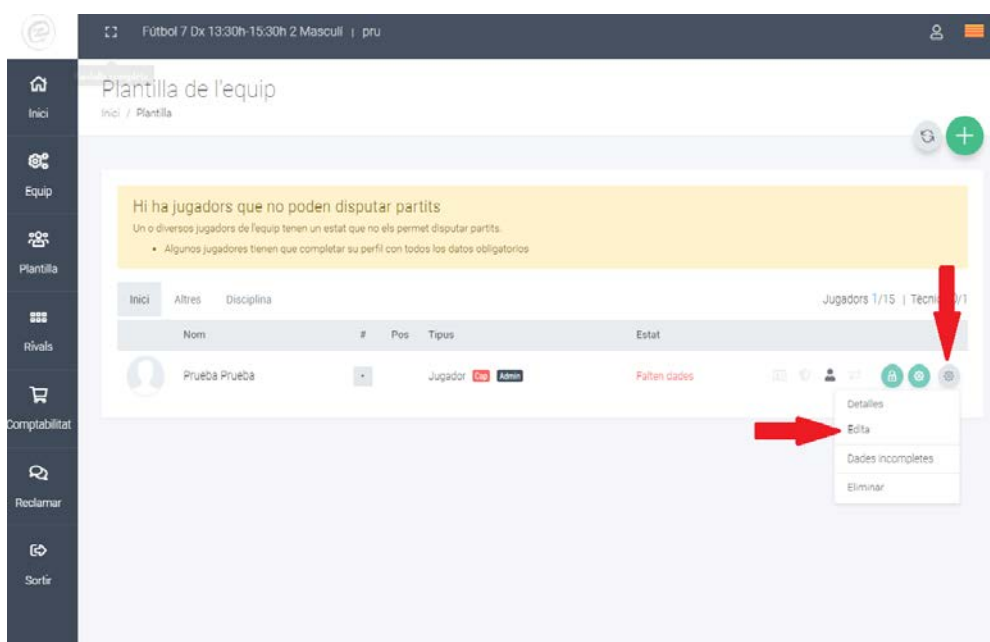 Fútbol 7 Dx 13:30h-15:30h 2 Masculí | pru
Inici
Equip
Plantilla
Rivals
Comptabilitat
Reclamar
Sortir
Plantilla de l'equip
Inici / Plantilla
Hi ha jugadors que no poden disputar partits
Un o diversos jugadors de l'equip tenen un estat que no els permet disputar partits.
• Algunos jugadores tienen que completar su perfil con todos los datos obligatorios
Inici Altres Disciplina
Jugadors 1/15 | /1
Nom # Pos Tipus Estat
Prueba Prueba - Jugador Cap Admin Falten dades
Detalles
Edita
Dades incompletes
Eliminar